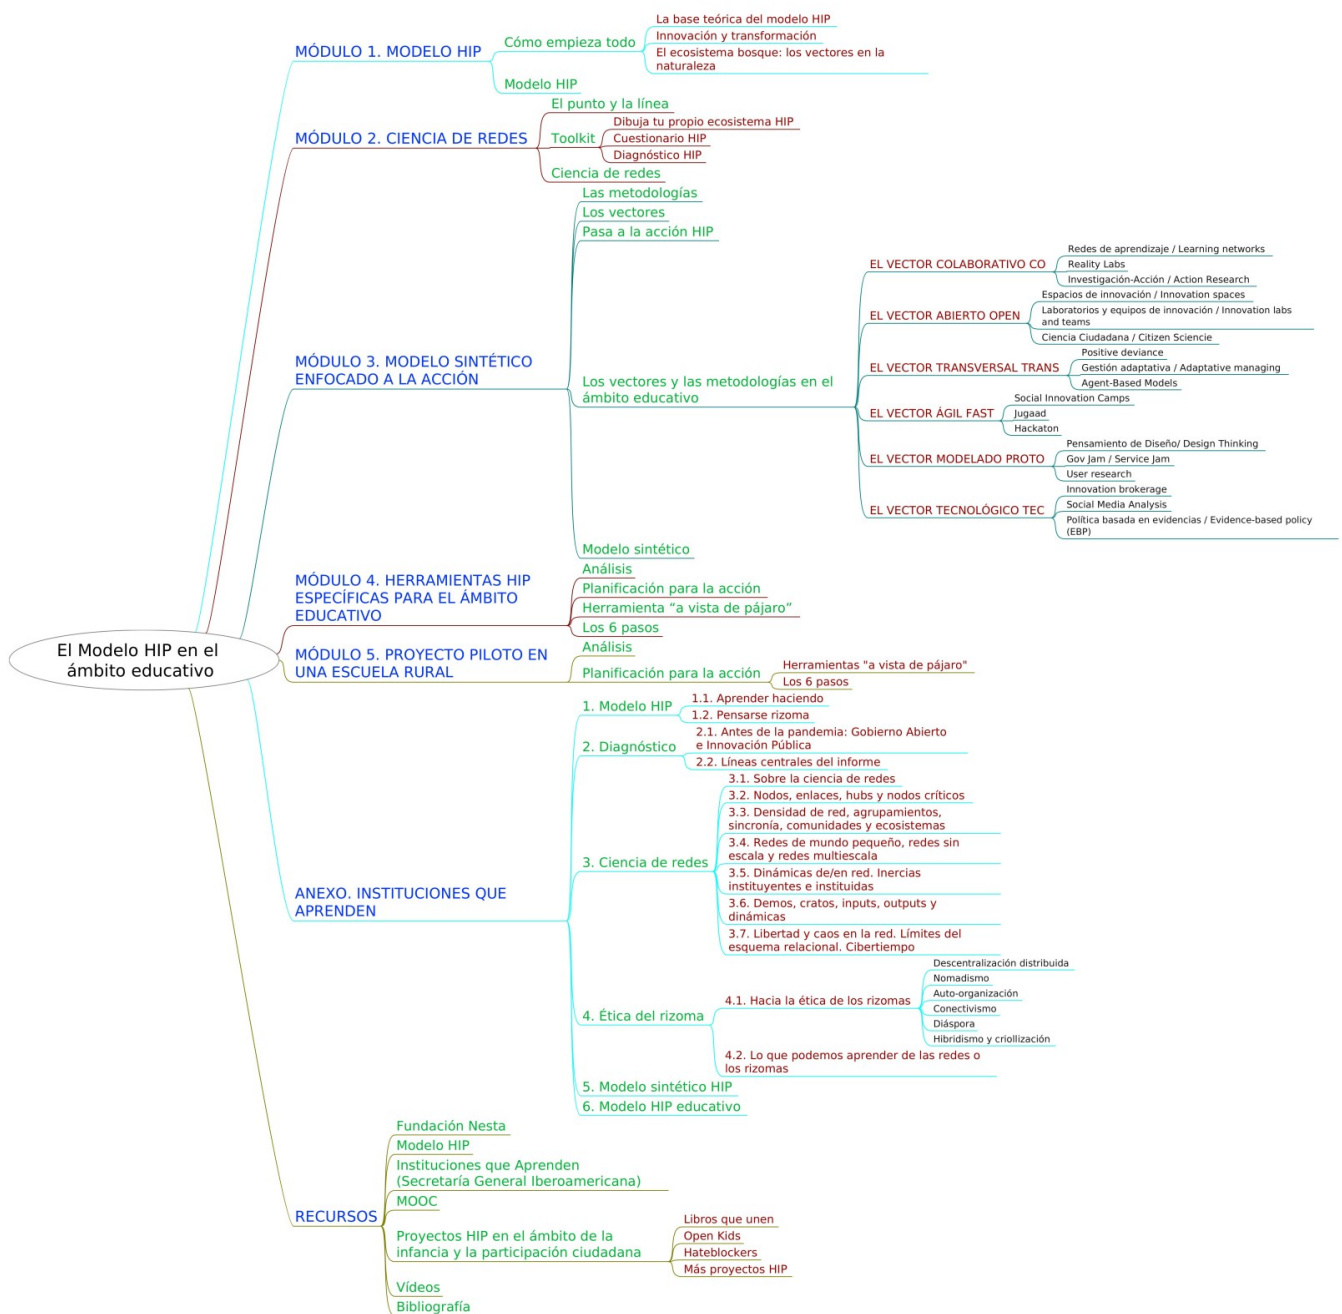 El Modelo HIP en el
ámbito educativo
MÓDULO 1. MODELO HIP
Cómo empieza todo
La base teórica del modelo HIP
Innovación y transformación
El ecosistema bosque: los vectores en la
naturaleza
Modelo HIP
MÓDULO 2. CIENCIA DE REDES
El punto y la línea
Toolkit
Dibuja tu propio ecosistema HIP
Cuestionario HIP
Diagnóstico HIP
Ciencia de redes
MÓDULO 3. MODELO SINTÉTICO
ENFOCADO A LA ACCIÓN
Las metodologías
Los vectores
Pasa a la acción HIP
Los vectores y las metodologías en el
ámbito educativo
EL VECTOR COLABORATIVO CO
Redes de aprendizaje / Learning networks
Reality Labs
Investigación-Acción / Action Research
EL VECTOR ABIERTO OPEN
Espacios de innovación / Innovation spaces
Laboratorios y equipos de innovación / Innovation labs
and teams
Ciencia Ciudadana / Citizen Sciencie
EL VECTOR TRANSVERSAL TRANS
Positive deviance
Gestión adaptativa / Adaptative managing
Agent-Based Models
EL VECTOR ÁGIL FAST
Social Innovation Camps
Jugaad
Hackaton
EL VECTOR MODELADO PROTO
Pensamiento de Diseño/ Design Thinking
Gov Jam / Service Jam
User research
EL VECTOR TECNOLÓGICO TEC
Innovation brokerage
Social Media Analysis
Política basada en evidencias / Evidence-based policy
(EBP)
Modelo sintético
MÓDULO 4. HERRAMIENTAS HIP
ESPECÍFICAS PARA EL ÁMBITO
EDUCATIVO
Análisis
Planificación para la acción
Herramienta “a vista de pájaro”
Los 6 pasos
MÓDULO 5. PROYECTO PILOTO EN
UNA ESCUELA RURAL
Análisis
Planificación para la acción
Herramientas "a vista de pájaro"
Los 6 pasos
ANEXO. INSTITUCIONES QUE
APRENDEN
1. Modelo HIP
1.1. Aprender haciendo
1.2. Pensarse rizoma
2. Diagnóstico
2.1. Antes de la pandemia: Gobierno Abierto
e Innovación Pública
2.2. Líneas centrales del informe
3. Ciencia de redes
3.1. Sobre la ciencia de redes
3.2. Nodos, enlaces, hubs y nodos críticos
3.3. Densidad de red, agrupamientos,
sincronía, comunidades y ecosistemas
3.4. Redes de mundo pequeño, redes sin
escala y redes multiescala
3.5. Dinámicas de/en red. Inercias
instituyentes e instituidas
3.6. Demos, cratos, inputs, outputs y
dinámicas
3.7. Libertad y caos en la red. Límites del
esquema relacional. Cibertiempo
4. Ética del rizoma
4.1. Hacia la ética de los rizomas
Descentralización distribuida
Nomadismo
Auto-organización
Conectivismo
Diáspora
Hibridismo y criollización
4.2. Lo que podemos aprender de las redes o
los rizomas
5. Modelo sintético HIP
6. Modelo HIP educativo
RECURSOS
Fundación Nesta
Modelo HIP
Instituciones que Aprenden
(Secretaría General Iberoamericana)
MOOC
Proyectos HIP en el ámbito de la
infancia y la participación ciudadana
Libros que unen
Open Kids
Hateblockers
Más proyectos HIP
Vídeos
Bibliografía